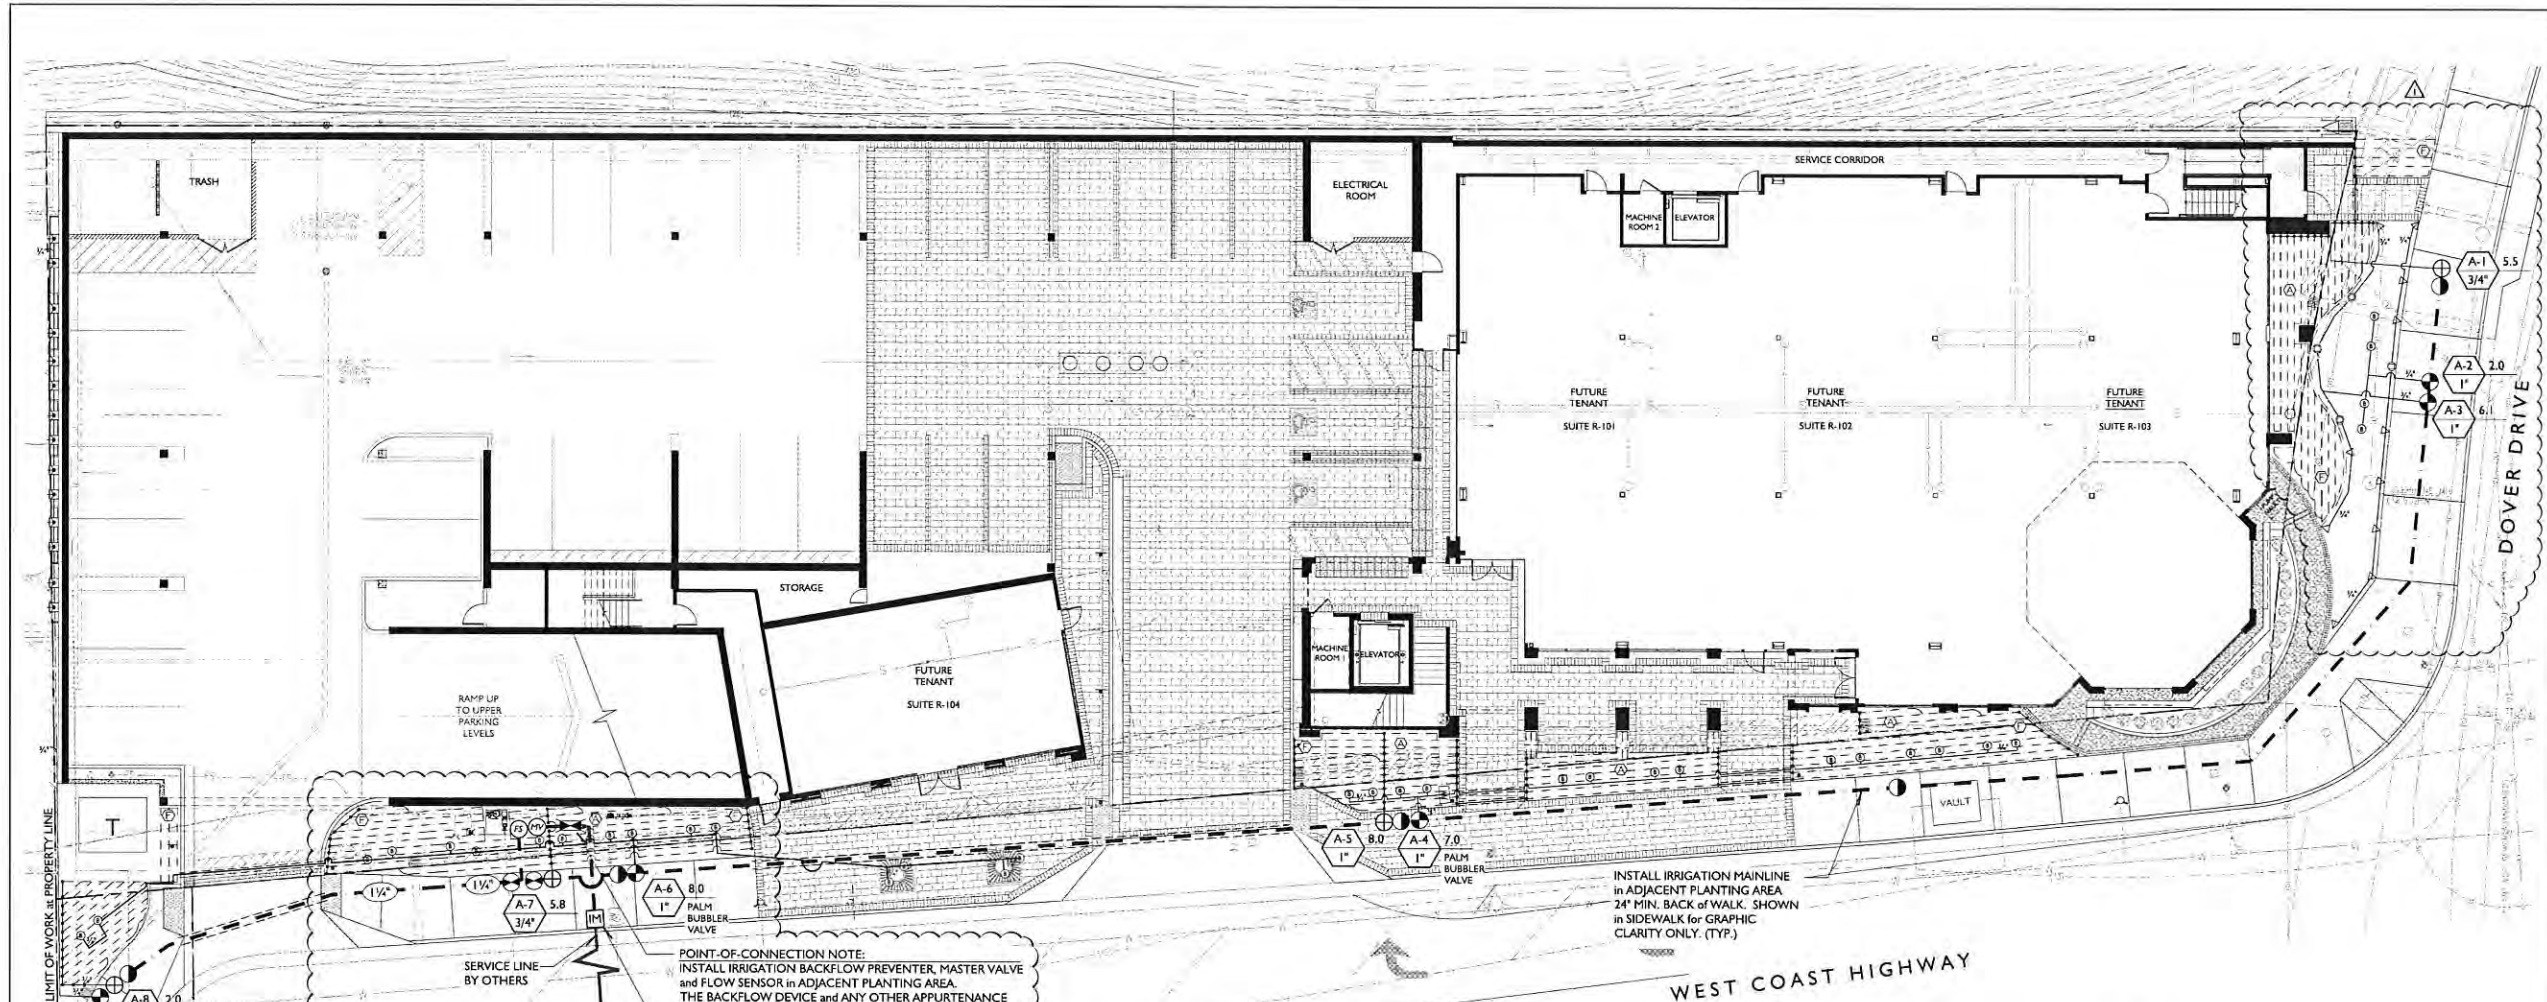 TRASH
ELECTRICAL
ROOM
SERVICE CORRIDOR
MACHINE
ROOM 2
ELEVATOR
A-1 5.5
3/4"
A-2 2.0
1"
A-3 6.1
1"
DOVER DRIVE
FUTURE
TENANT
SUITE R-101
FUTURE
TENANT
SUITE R-102
FUTURE
TENANT
SUITE R-103
STORAGE
FUTURE
TENANT
SUITE R-104
RAMP UP
TO UPPER
PARKING
LEVELS
MACHINE
ROOM 1
ELEVATOR
T
FS
MV
1¼"
1¼"
A-7 5.8
3/4"
A-6 8.0
1"
PALM
BUBBLER
VALVE
A-5 8.0
1"
A-4 7.0
1"
PALM
BUBBLER
VALVE
VAULT
INSTALL IRRIGATION MAINLINE
in ADJACENT PLANTING AREA
24" MIN. BACK of WALK. SHOWN
in SIDEWALK for GRAPHIC
CLARITY ONLY. (TYP.)
WEST COAST HIGHWAY
IM
SERVICE LINE
BY OTHERS
POINT-OF-CONNECTION NOTE:
INSTALL IRRIGATION BACKFLOW PREVENTER, MASTER VALVE
and FLOW SENSOR in ADJACENT PLANTING AREA.
THE BACKFLOW DEVICE and ANY OTHER APPURTENANCE
LIMIT OF WORK at PROPERTY LINE
A-8 2.0